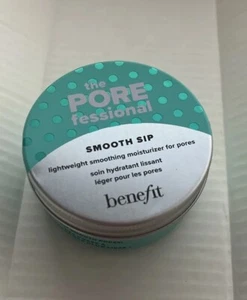 the
PORE
fessional
SMOOTH SIP
lightweight smoothing moisturizer for pores
soin hydratant lissant
léger pour les pores
benefit